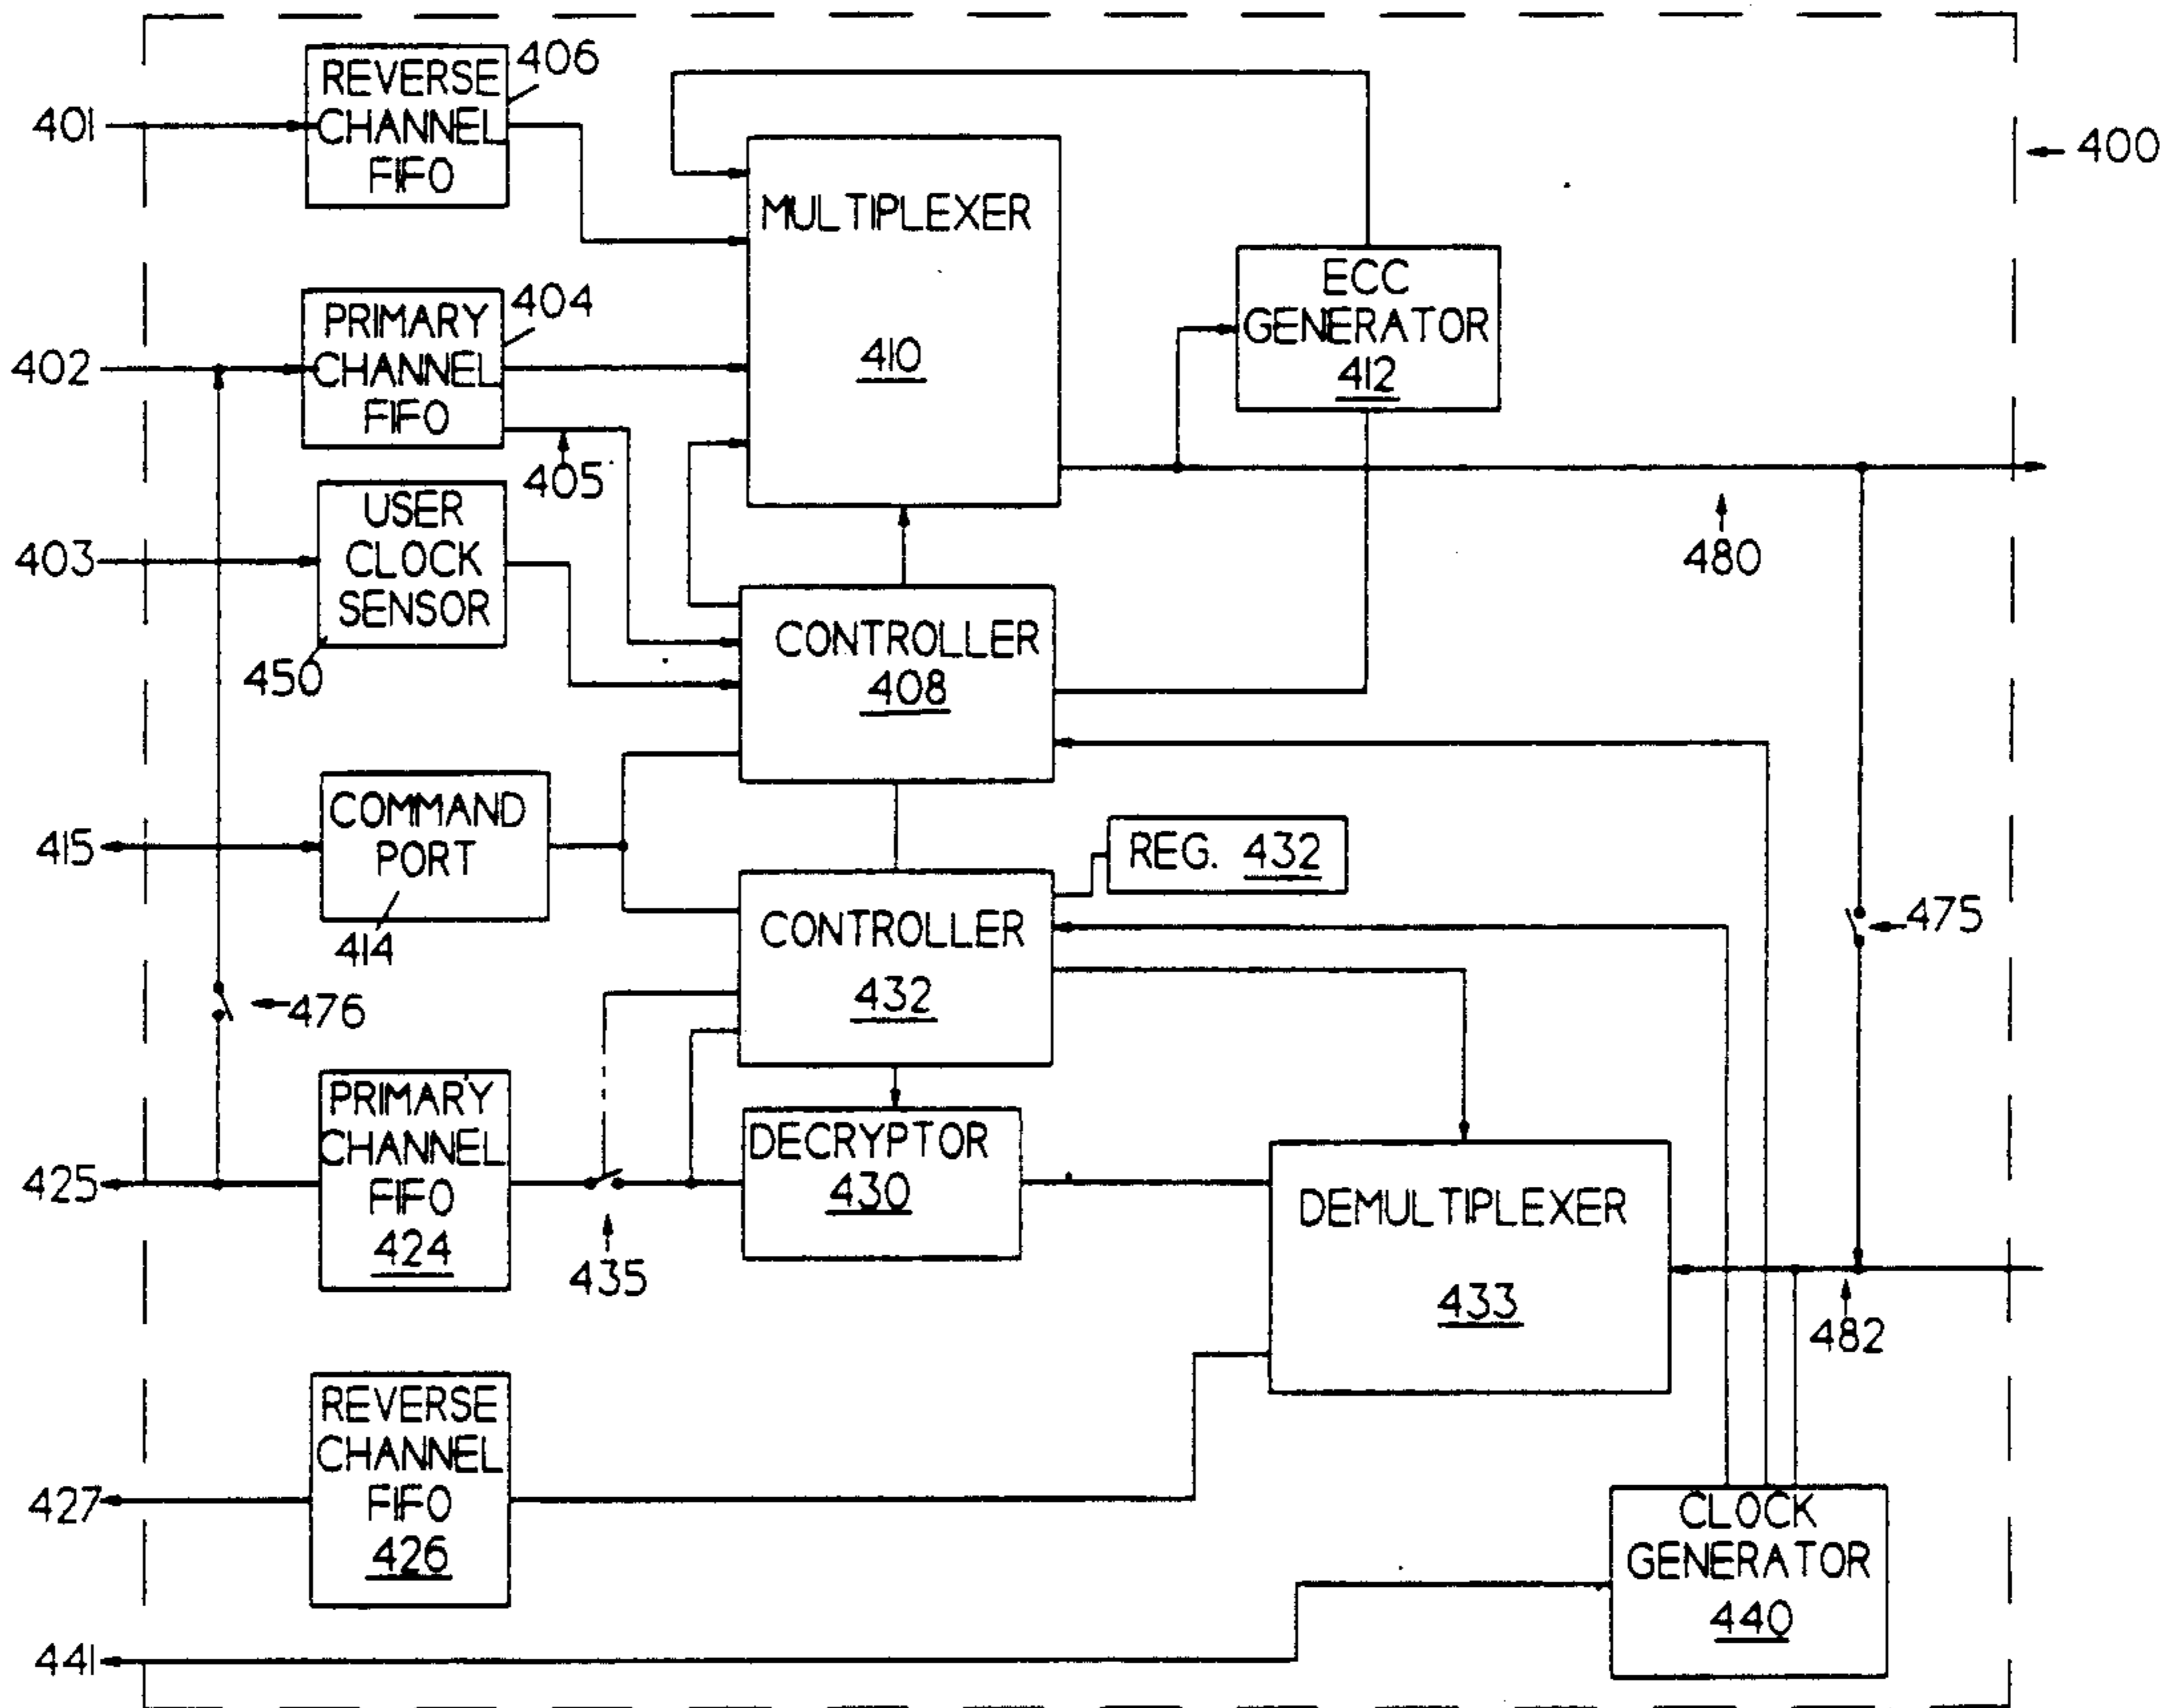 REVERSE
CHANNEL
FIFO
406
401
400
MULTIPLEXER
410
ECC
GENERATOR
412
PRIMARY
CHANNEL
FIFO
404
402
405
480
USER
CLOCK
SENSOR
403
450
CONTROLLER
408
COMMAND
PORT
415
414
REG. 432
CONTROLLER
432
475
476
PRIMARY
CHANNEL
FIFO
424
425
435
DECRYPTOR
430
DEMULTIPLEXER
433
482
REVERSE
CHANNEL
FIFO
426
427
CLOCK
GENERATOR
440
441